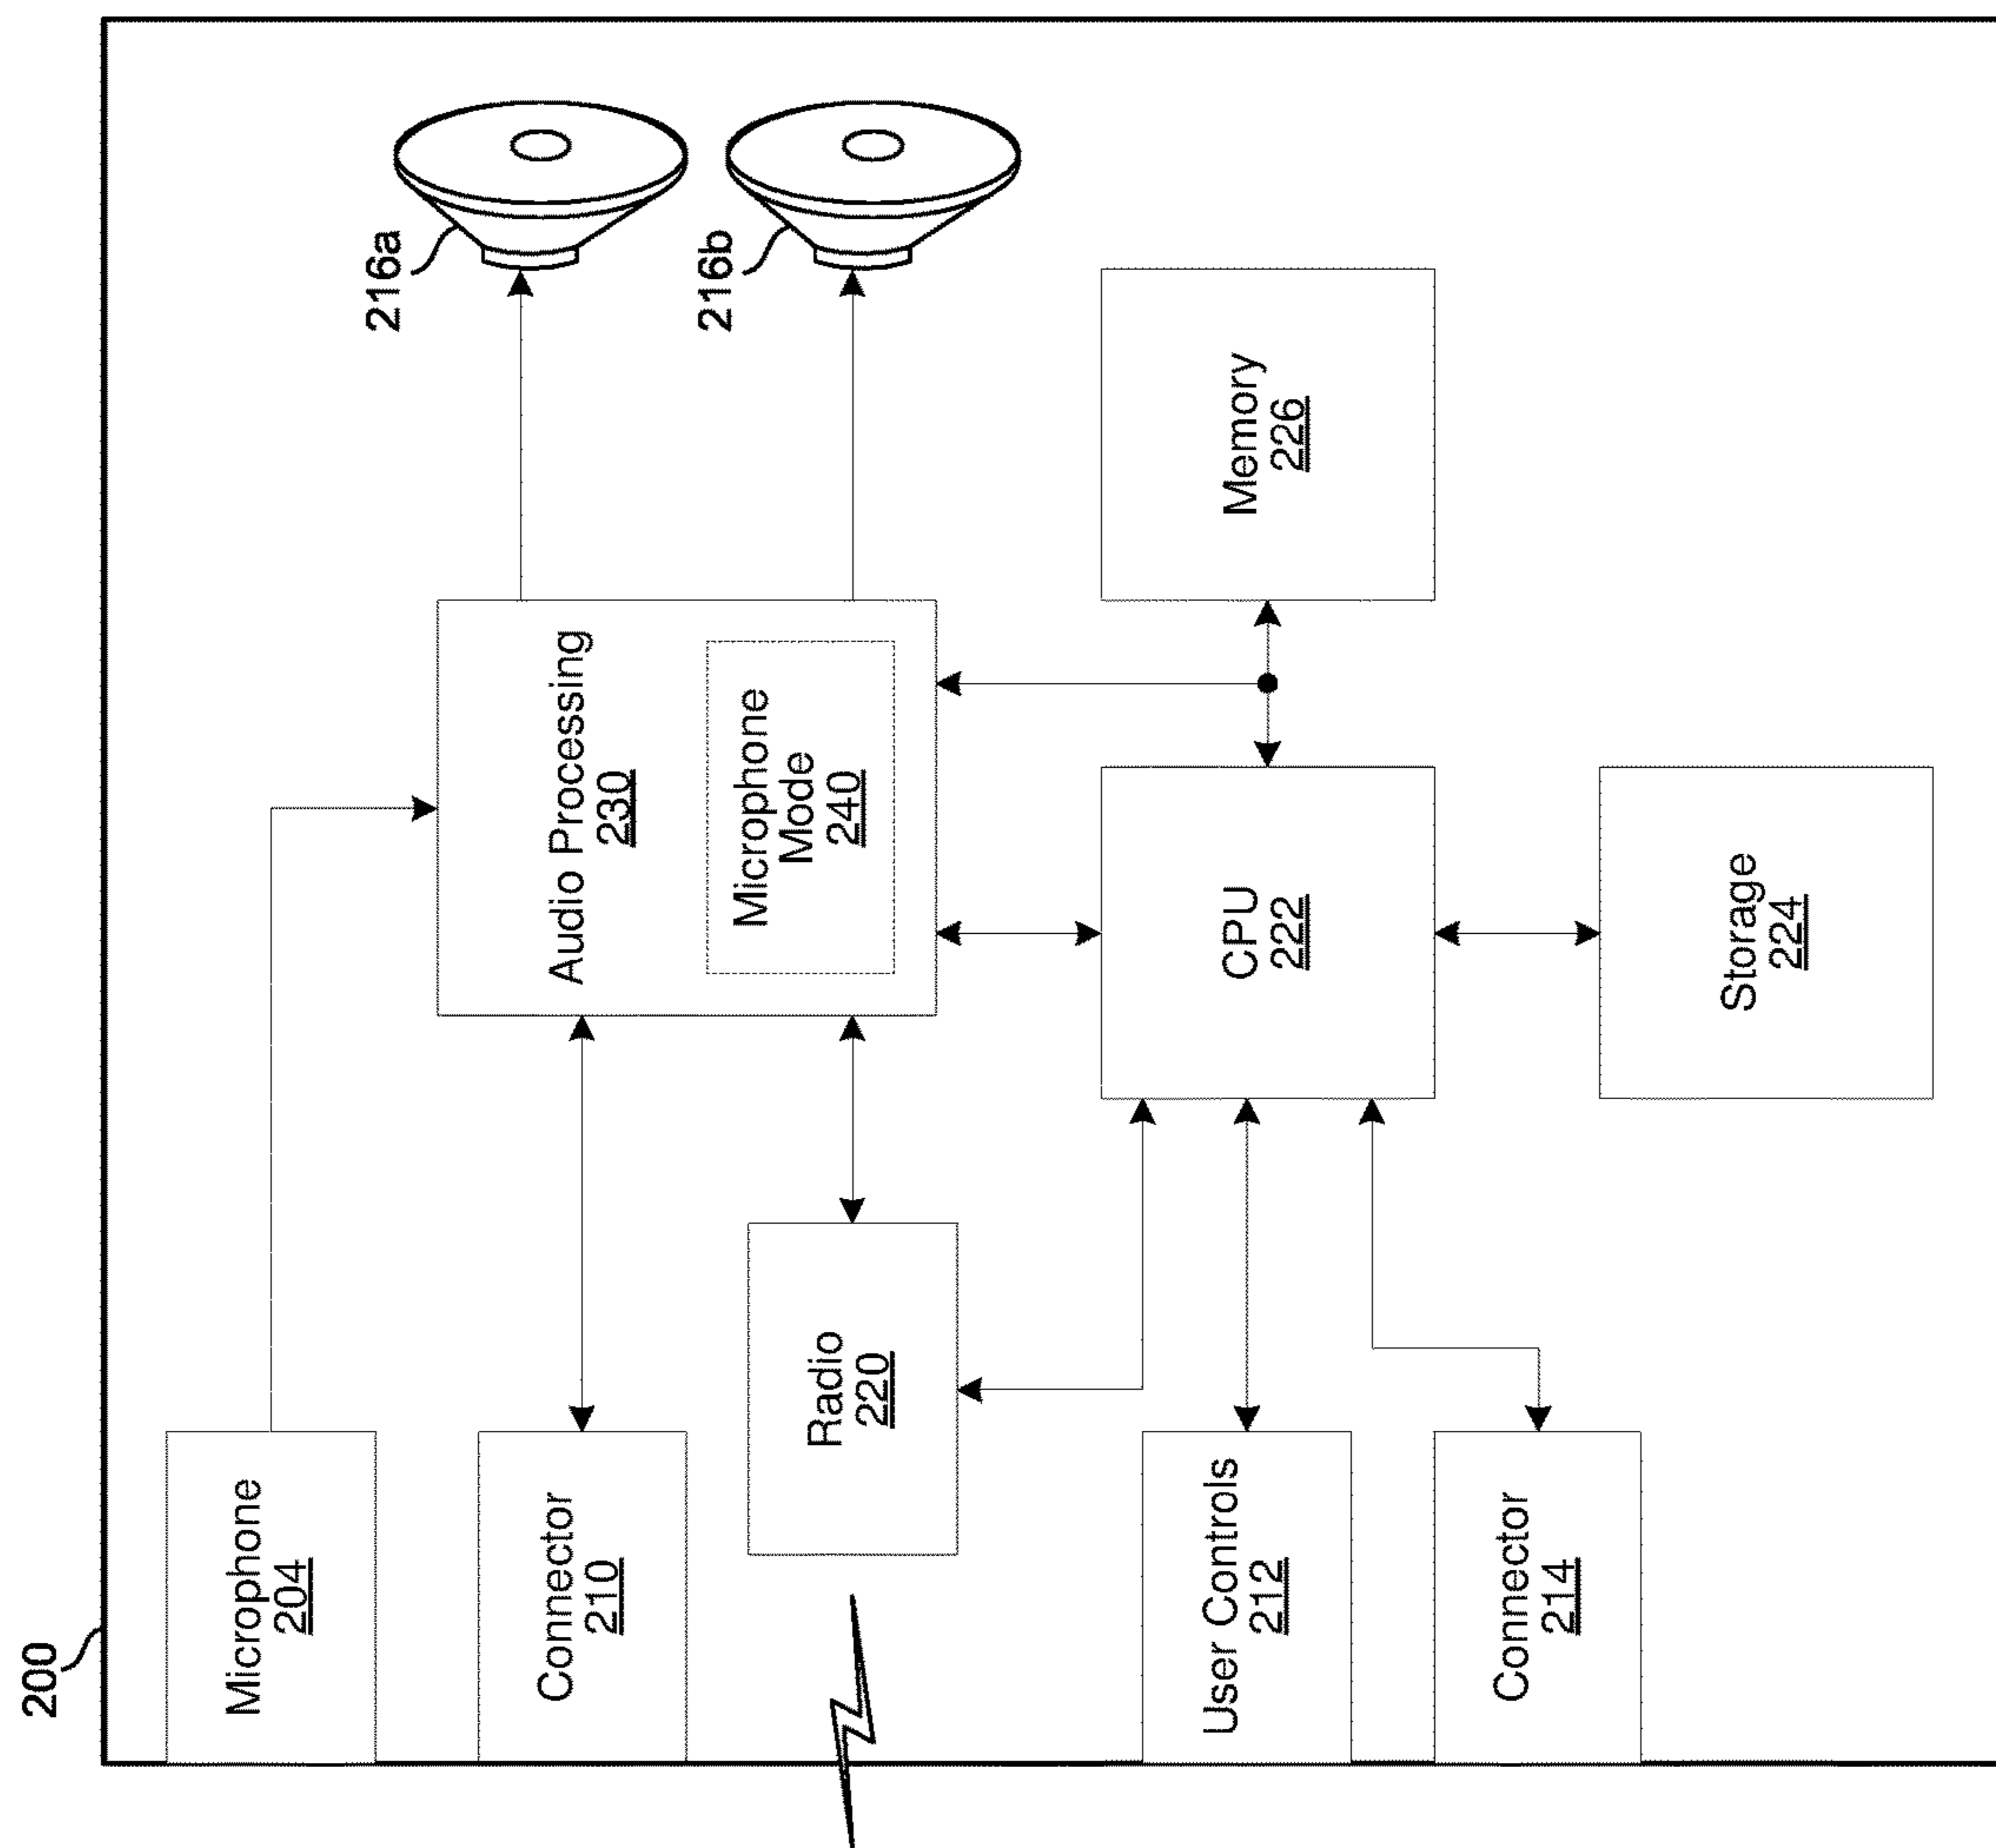 200
Microphone
204
Connector
210
Radio
220
User Controls
212
Connector
214
Audio Processing
230
Microphone
Mode
240
CPU
222
Storage
224
Memory
226
216a
216b